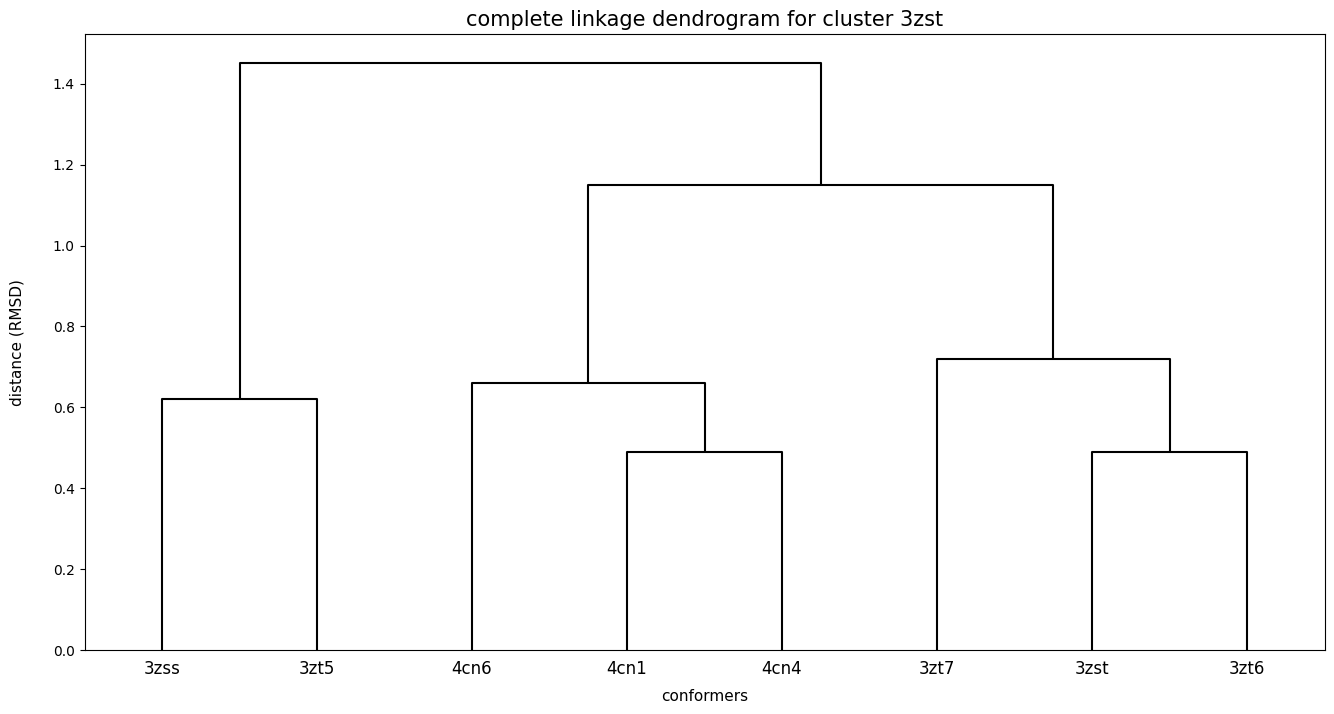 complete linkage dendrogram for cluster 3zst
1.4
1.2
1.0
0.8
0.6
0.4
0.2
0.0
distance (RMSD)
3zss 3zt5 4cn6 4cn1 4cn4 3zt7 3zst 3zt6
conformers